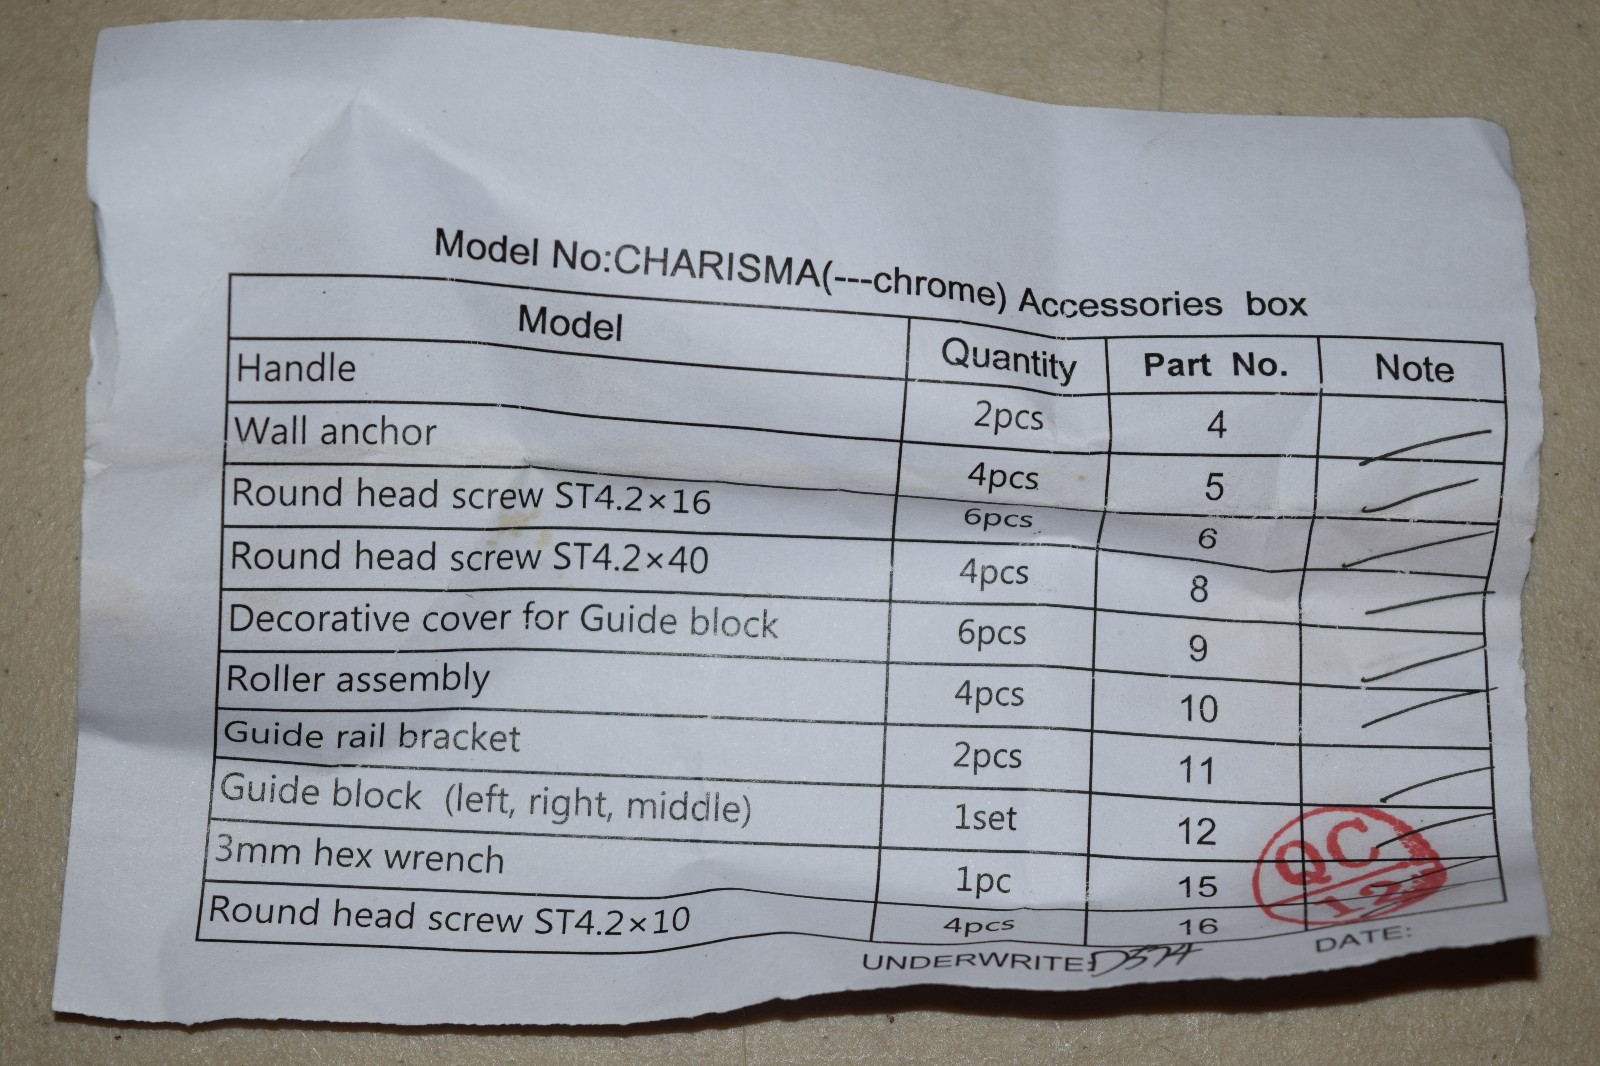 Model No:CHARISMA(---chrome) Accessories box
Model Quantity Part No. Note
Handle 2pcs 4
Wall anchor 4pcs 5
Round head screw ST4.2×16 6pcs 6
Round head screw ST4.2×40 4pcs 8
Decorative cover for Guide block 6pcs 9
Roller assembly 4pcs 10
Guide rail bracket 2pcs 11
Guide block (left, right, middle) 1set 12
3mm hex wrench 1pc 15
Round head screw ST4.2×10 4pcs 16
QC
12
UNDERWRITE: DATE: